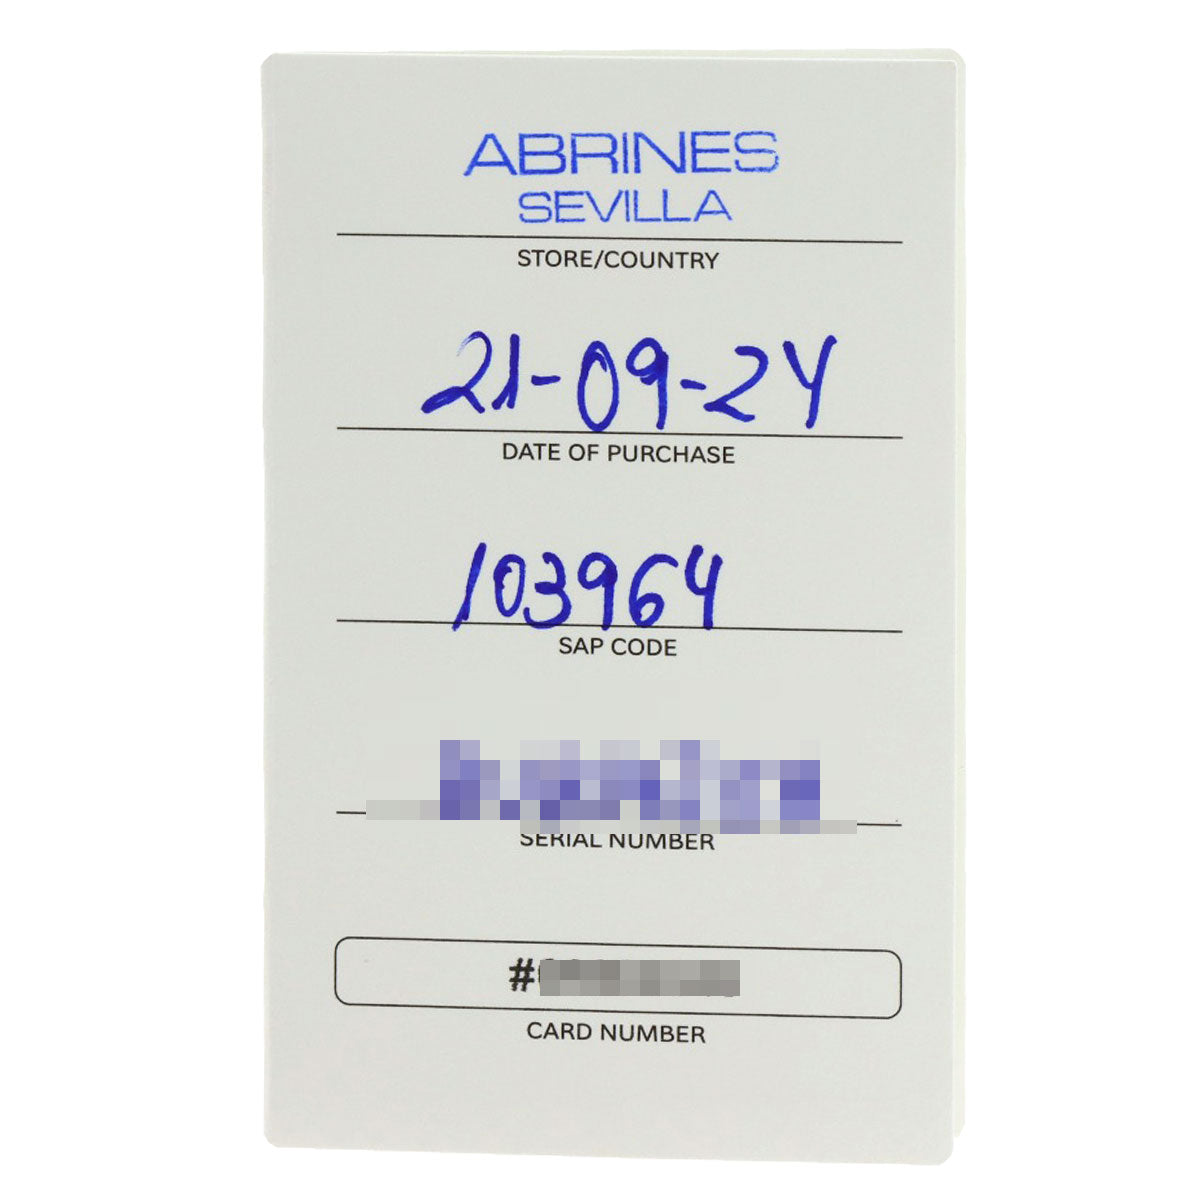 ABRINES
SEVILLA
STORE/COUNTRY
21-09-24
DATE OF PURCHASE
103964
SAP CODE
SERIAL NUMBER
#
CARD NUMBER